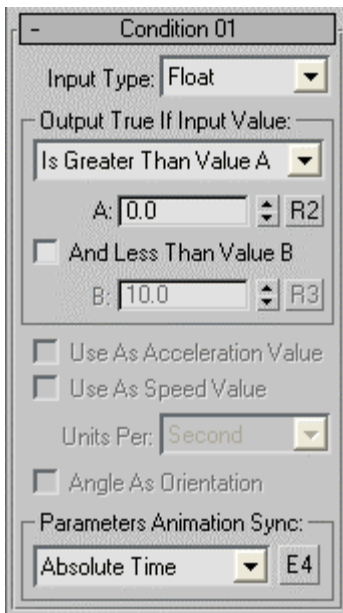 - Condition 01
Input Type: Float
Output True If Input Value:
Is Greater Than Value A
A: 0.0 R2
And Less Than Value B
B: 10.0 R3
Use As Acceleration Value
Use As Speed Value
Units Per: Second
Angle As Orientation
Parameters Animation Sync:
Absolute Time E4